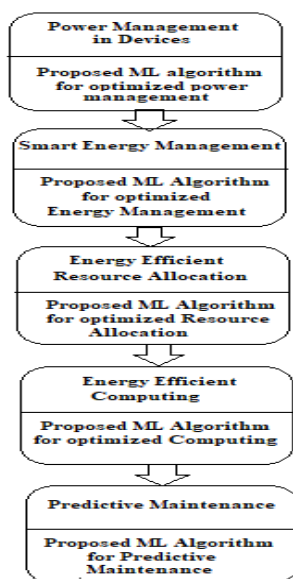 Power Management
in Devices
Proposed ML algorithm
for optimized power
management
Smart Energy Management
Proposed ML Algorithm
for optimized
Energy Management
Energy Efficient
Resource Allocation
Proposed ML Algorithm
for optimized Resource
Allocation
Energy Efficient
Computing
Proposed ML Algorithm
for optimized Computing
Predictive Maintenance
Proposed ML Algorithm
for Predictive
Maintenance